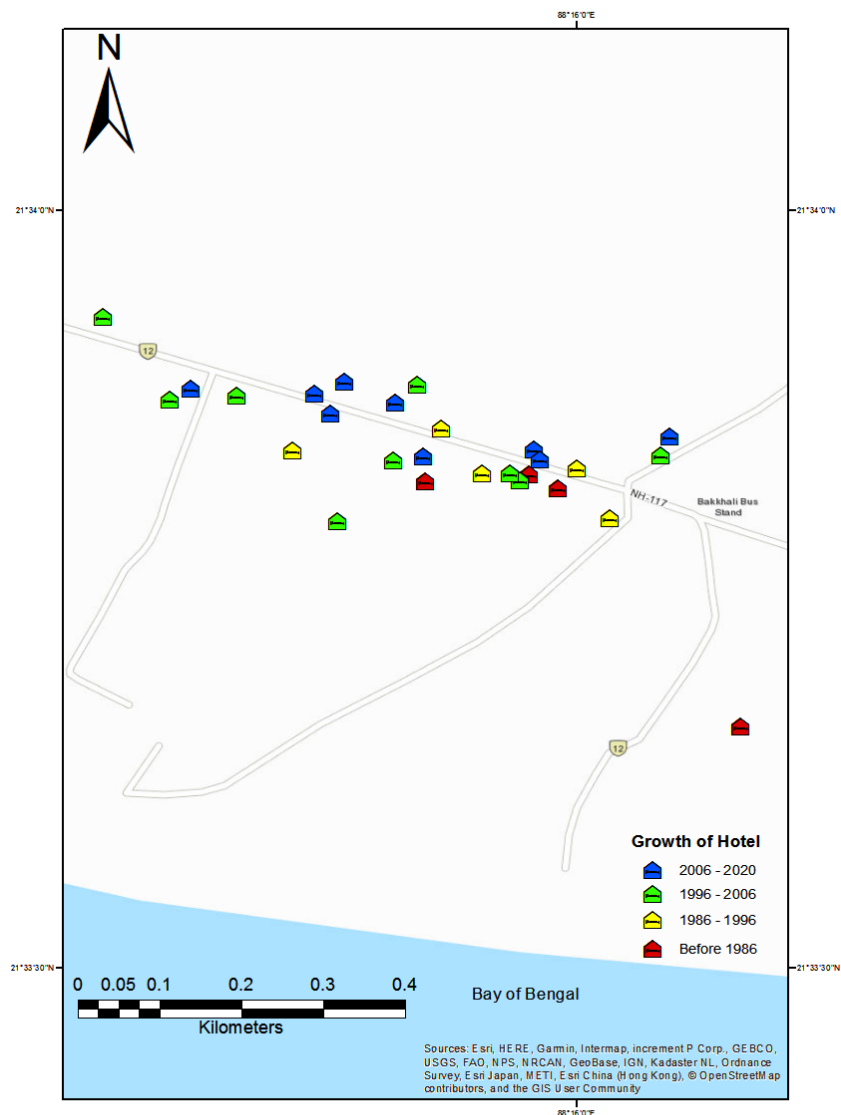 88°16'0"E
N
21°34'0"N
21°34'0"N
12
NH-117
Bakkhali Bus
Stand
12
Growth of Hotel
2006 - 2020
1996 - 2006
1986 - 1996
Before 1986
21°33'30"N
21°33'30"N
0 0.05 0.1 0.2 0.3 0.4
Kilometers
Bay of Bengal
Sources: Esri, HERE, Garmin, Intermap, increment P Corp., GEBCO,
USGS, FAO, NPS, NRCAN, GeoBase, IGN, Kadaster NL, Ordnance
Survey, Esri Japan, METI, Esri China (Hong Kong), © OpenStreetMap
contributors, and the GIS User Community
88°16'0"E